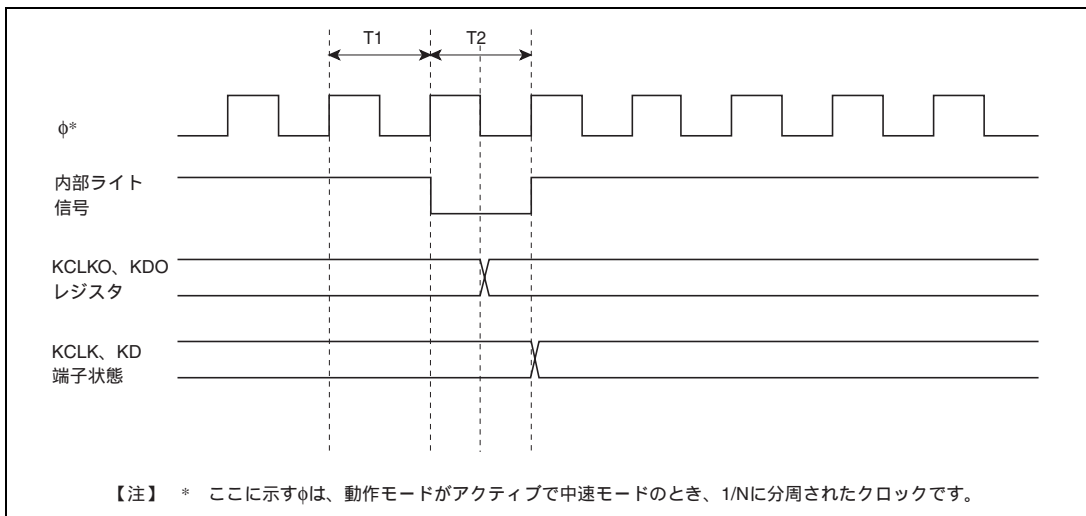 T1 T2
φ*
内部ライト
信号
KCLKO、KDO
レジスタ
KCLK、KD
端子状態
【注】 * ここに示すφは、動作モードがアクティブで中速モードのとき、1/Nに分周されたクロックです。